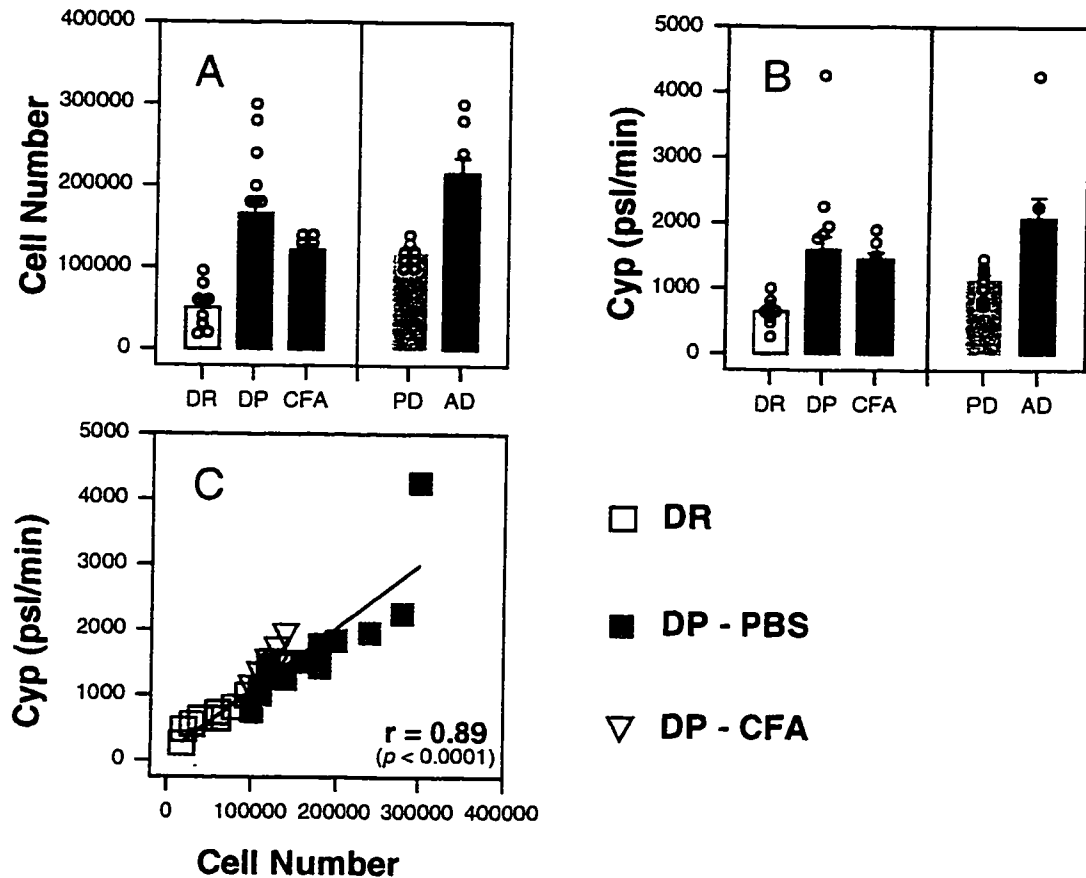 A
Cell Number
400000
300000
200000
100000
0
DR DP CFA PD AD
B
Cyp (psl/min)
5000
4000
3000
2000
1000
0
DR DP CFA PD AD
C
Cyp (psl/min)
5000
4000
3000
2000
1000
0
r = 0.89
(p < 0.0001)
0 100000 200000 300000 400000
Cell Number
DR
DP - PBS
DP - CFA